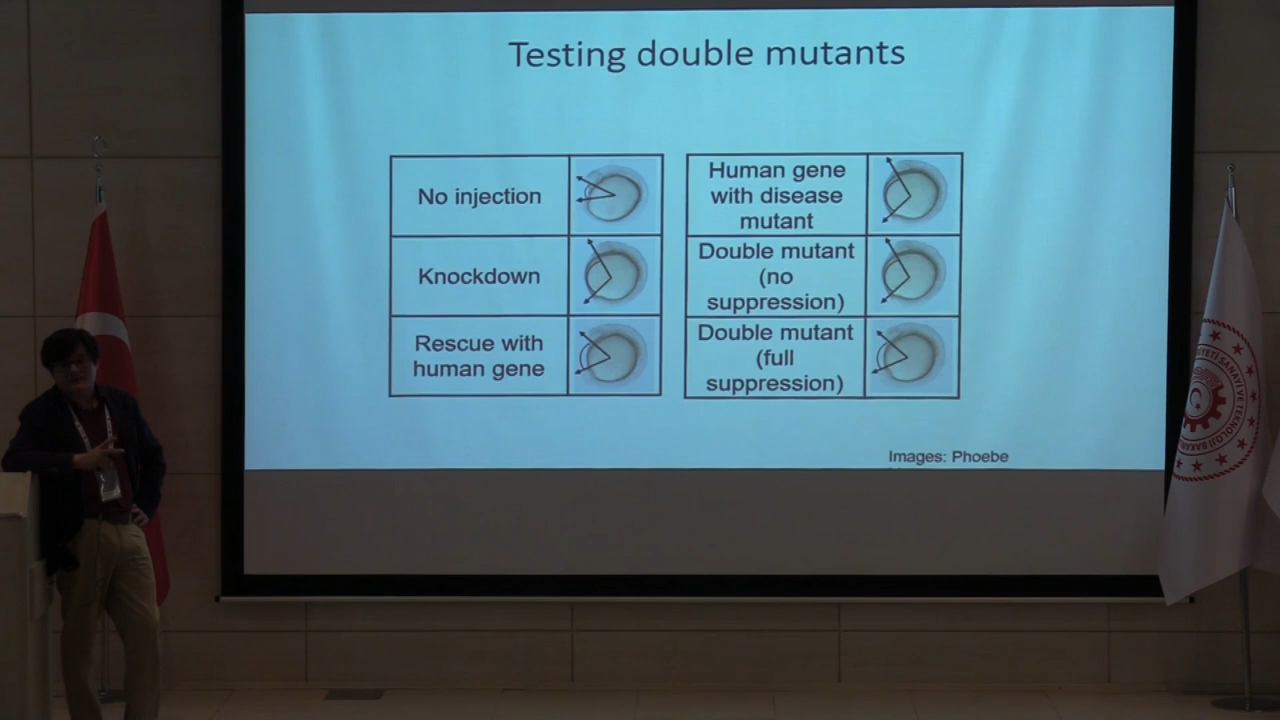 Testing double mutants
No injection
Knockdown
Rescue with
human gene
Human gene
with disease
mutant
Double mutant
(no
suppression)
Double mutant
(full
suppression)
Images: Phoebe